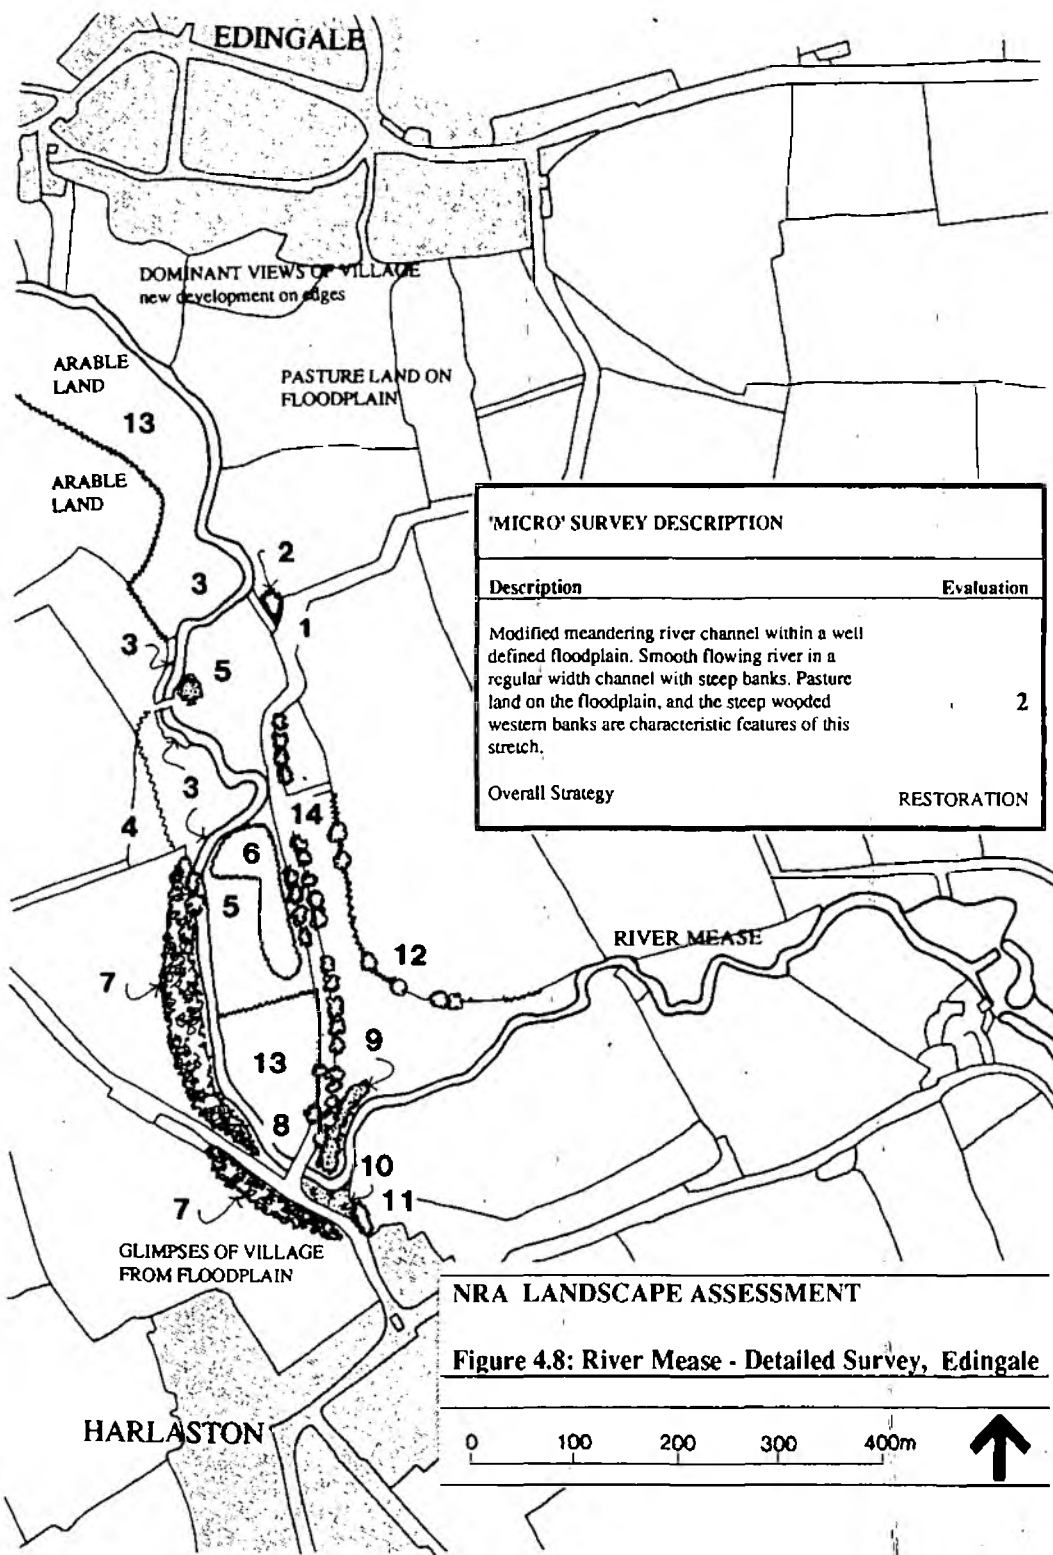 EDINGALE
DOMINANT VIEWS OF VILLAGE
new development on edges
ARABLE
LAND
PASTURE LAND ON
FLOODPLAIN
13
ARABLE
LAND
'MICRO' SURVEY DESCRIPTION
Description Evaluation
Modified meandering river channel within a well
defined floodplain. Smooth flowing river in a
regular width channel with steep banks. Pasture
land on the floodplain, and the steep wooded
western banks are characteristic features of this
stretch.
2
Overall Strategy RESTORATION
2
3
1
3
5
3
4
14
6
5
RIVER MEASE
12
7
9
13
8
10
11
7
GLIMPSES OF VILLAGE
FROM FLOODPLAIN
NRA LANDSCAPE ASSESSMENT
Figure 4.8: River Mease - Detailed Survey, Edingale
HARLASTON
0 100 200 300 400m